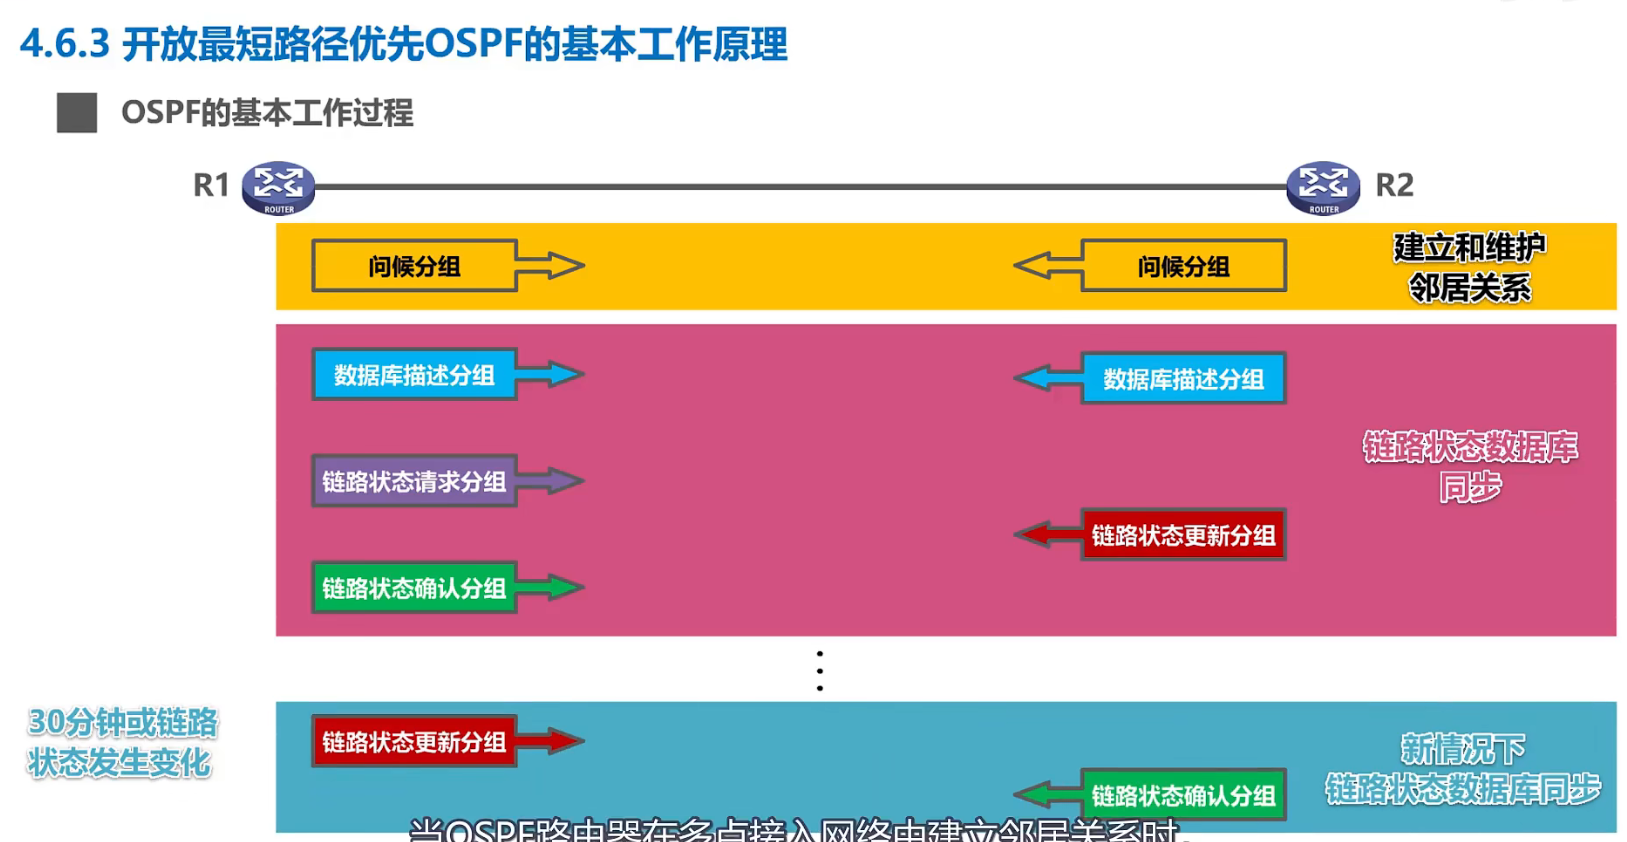 4.6.3 开放最短路径优先OSPF的基本工作原理
OSPF的基本工作过程
R1
ROUTER
ROUTER
R2
问候分组
问候分组
建立和维护
邻居关系
数据库描述分组
数据库描述分组
链路状态数据库
同步
链路状态请求分组
链路状态更新分组
链路状态确认分组
30分钟或链路
状态发生变化
链路状态更新分组
新情况下
链路状态数据库同步
链路状态确认分组
当OSPF路由器在多点接入网络中建立邻居关系时